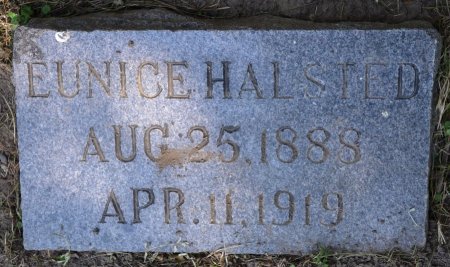 EUNICE HALSTED
AUG. 25, 1888
APR. 11, 1919